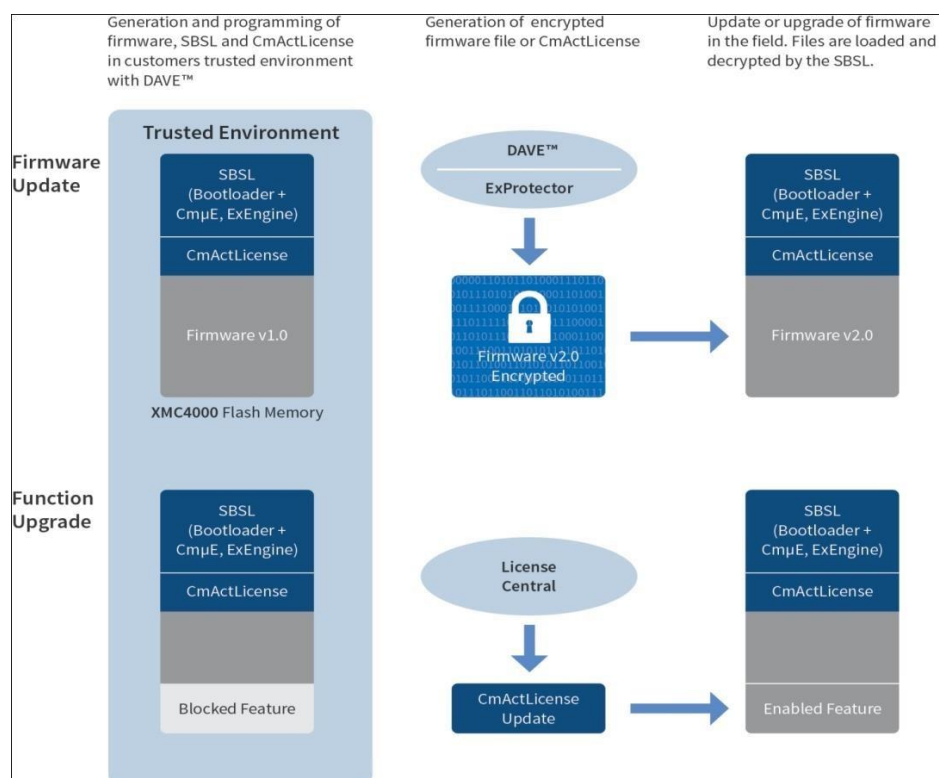 Generation and programming of
firmware, SBSL and CmActLicense
in customers trusted environment
with DAVE™
Generation of encrypted
firmware file or CmActLicense
Update or upgrade of firmware
in the field. Files are loaded and
decrypted by the SBSL.
Trusted Environment
Firmware
Update
SBSL
(Bootloader +
CmµE, ExEngine)
CmActLicense
Firmware v1.0
XMC4000 Flash Memory
DAVE™
ExProtector
Firmware v2.0
Encrypted
SBSL
(Bootloader +
CmµE, ExEngine)
CmActLicense
Firmware v2.0
Function
Upgrade
SBSL
(Bootloader +
CmµE, ExEngine)
CmActLicense
Blocked Feature
License
Central
CmActLicense
Update
SBSL
(Bootloader +
CmµE, ExEngine)
CmActLicense
Enabled Feature